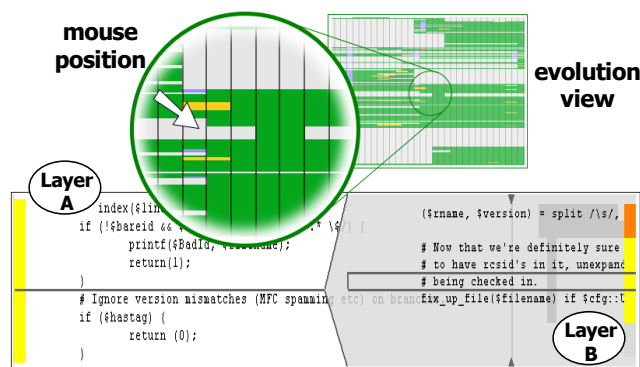 mouse
position
evolution
view
Layer
A
index($lin
if (!$bareid &&
printf($BadId,
return(1);
}
# Ignore version mismatches (MFC spamming etc) on branch
if ($hastag) {
return (0);
}
($rname, $version) = split /\s/,
# Now that we're definitely sure
# to have rcsid's in it, unexpand
# being checked in.
fix_up_file($filename) if $cfg::U
Layer
B